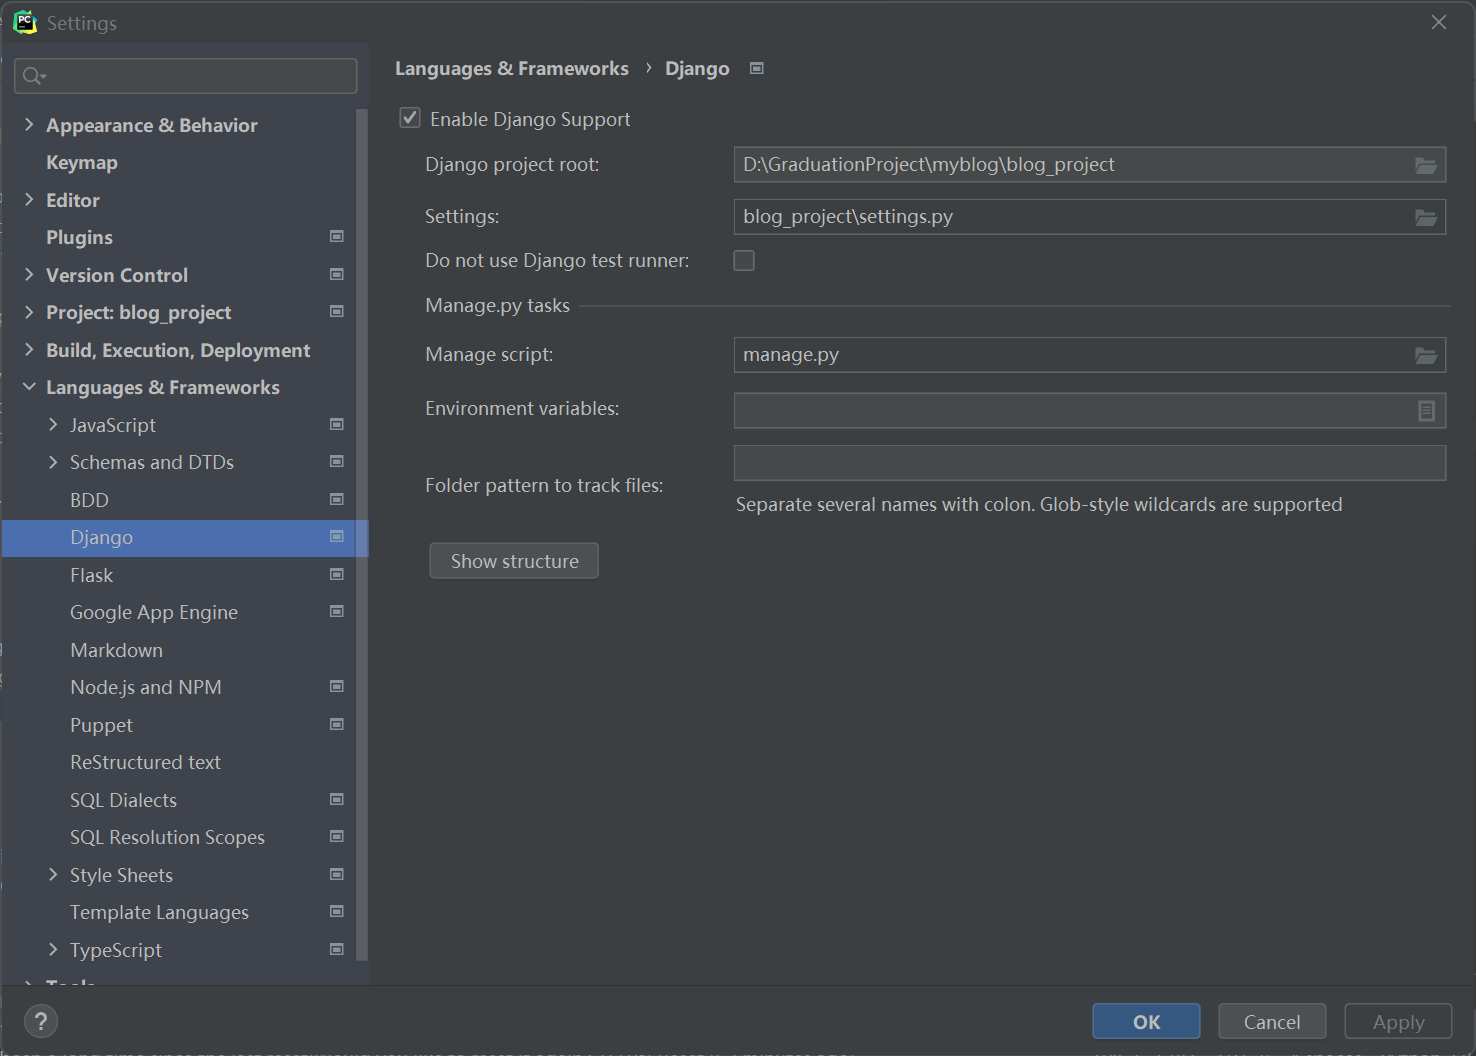 Settings
Languages & Frameworks › Django
Appearance & Behavior
Keymap
Editor
Plugins
Version Control
Project: blog_project
Build, Execution, Deployment
Languages & Frameworks
JavaScript
Schemas and DTDs
BDD
Django
Flask
Google App Engine
Markdown
Node.js and NPM
Puppet
ReStructured text
SQL Dialects
SQL Resolution Scopes
Style Sheets
Template Languages
TypeScript
Tools
Enable Django Support
Django project root: D:\GraduationProject\myblog\blog_project
Settings: blog_project\settings.py
Do not use Django test runner:
Manage.py tasks
Manage script: manage.py
Environment variables:
Folder pattern to track files:
Separate several names with colon. Glob-style wildcards are supported
Show structure
?
OK Cancel Apply